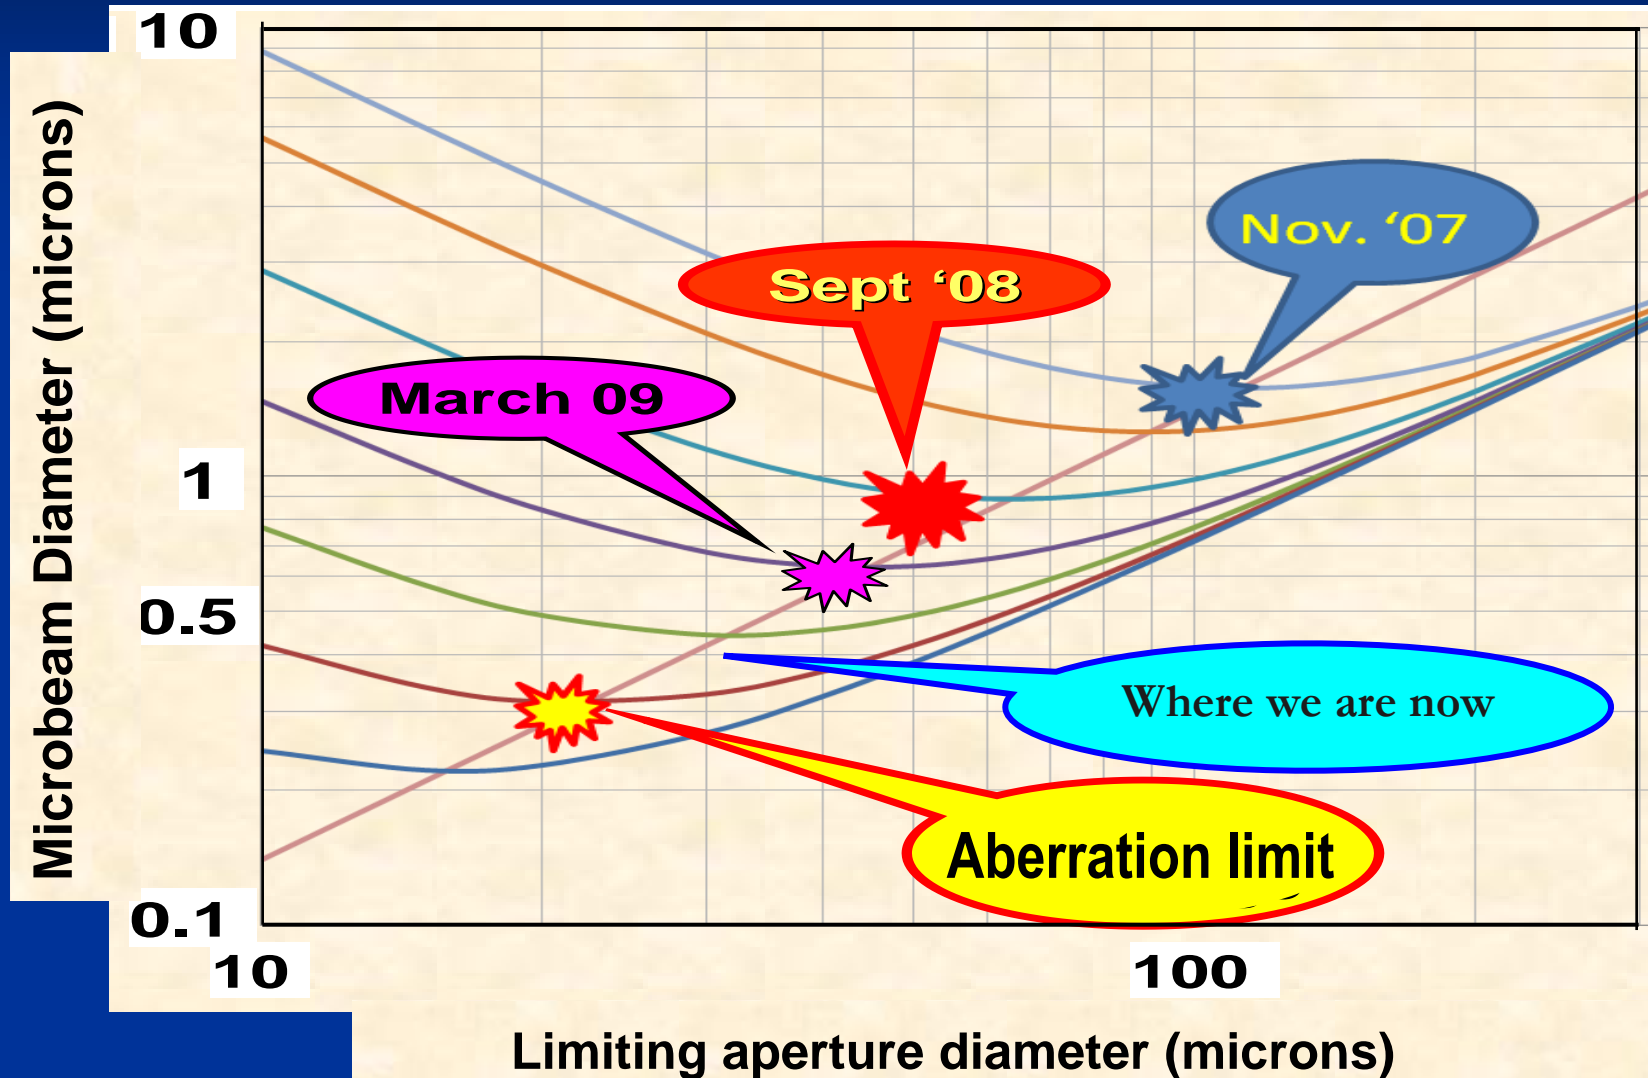 10
Microbeam Diameter (microns)
Nov. ‘07
Sept ‘08
March 09
1
0.5
Where we are now
Aberration limit
0.1
10
100
Limiting aperture diameter (microns)